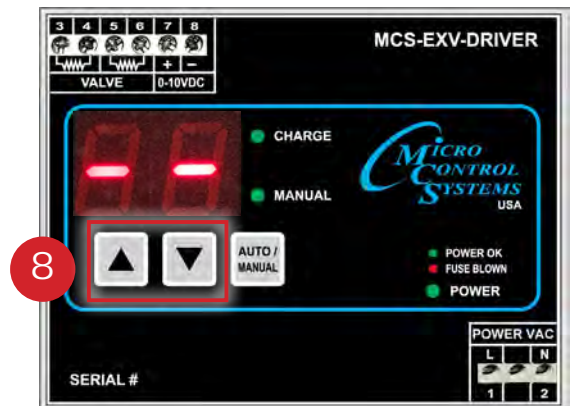 3 4 5 6 7 8
+ −
VALVE 0-10VDC
MCS-EXV-DRIVER
-- 
CHARGE
MANUAL
MICRO
CONTROL
SYSTEMS
USA
8
▲ ▼ AUTO /
MANUAL
POWER OK
FUSE BLOWN
POWER
POWER VAC
L N
1 2
SERIAL #